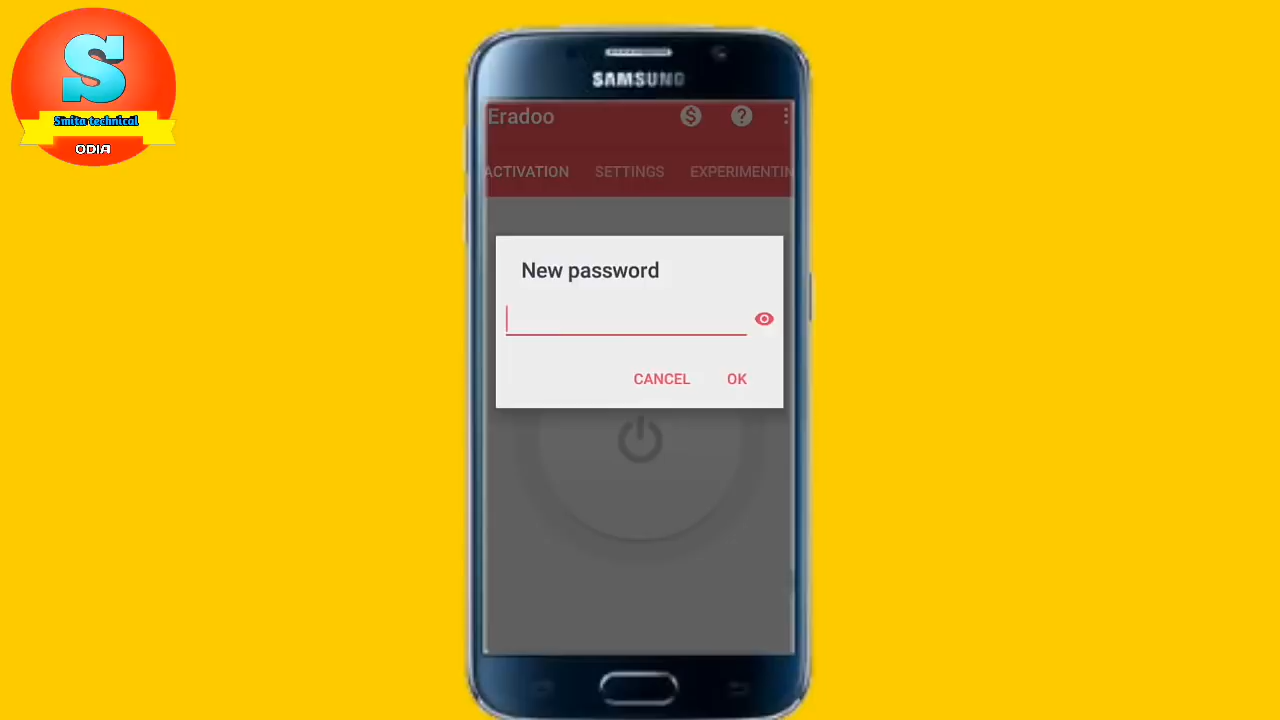 S
Smita technical
ODIA
SAMSUNG
Eradoo
ACTIVATION SETTINGS EXPERIMENTIN
New password
CANCEL OK